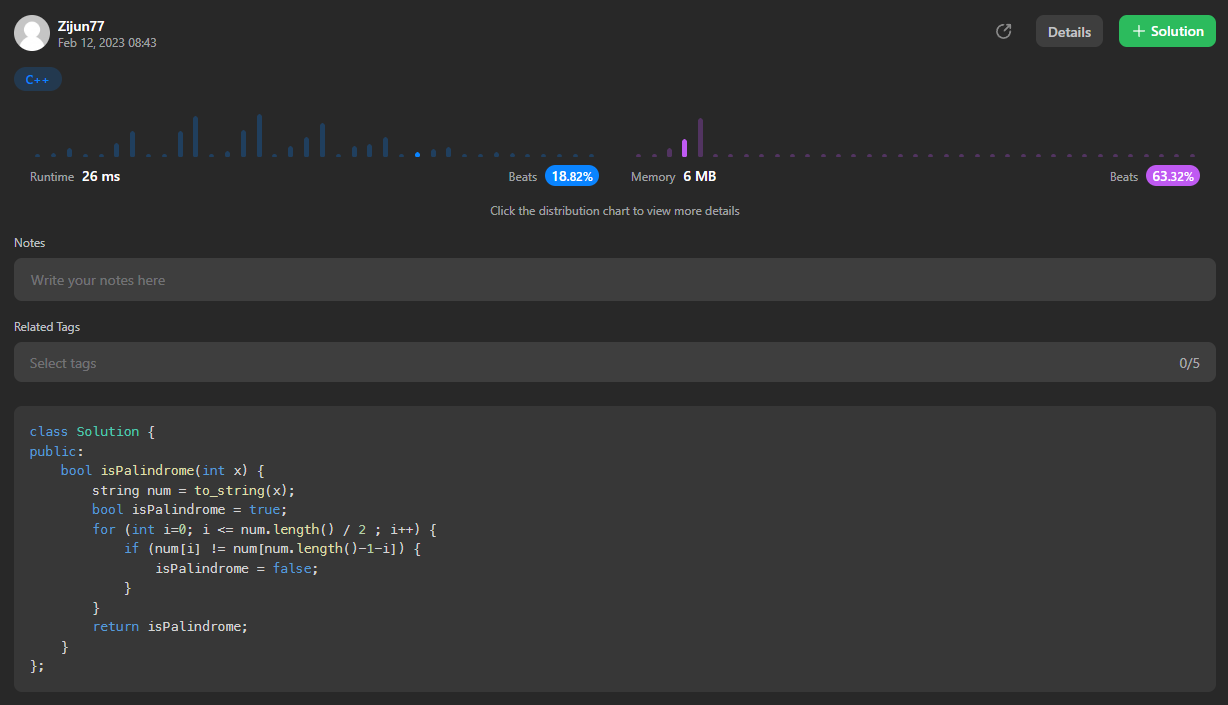 Zijun77
Feb 12, 2023 08:43
Details
+ Solution
C++
Runtime 26 ms Beats 18.82% Memory 6 MB Beats 63.32%
Click the distribution chart to view more details
Notes
Write your notes here
Related Tags
Select tags 0/5
class Solution {
public:
    bool isPalindrome(int x) {
        string num = to_string(x);
        bool isPalindrome = true;
        for (int i=0; i <= num.length() / 2 ; i++) {
            if (num[i] != num[num.length()-1-i]) {
                isPalindrome = false;
            }
        }
        return isPalindrome;
    }
};